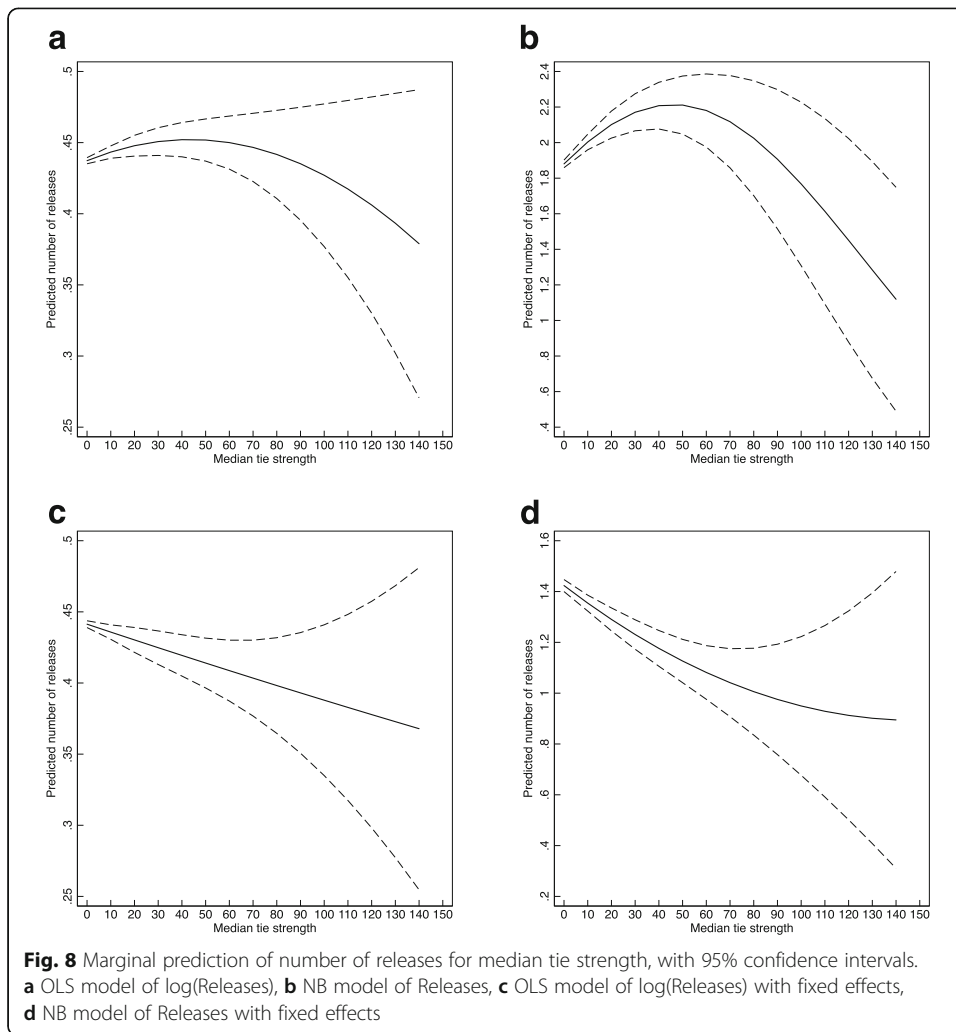 a
.5
.45
.4
.35
.3
.25
Predicted number of releases
0 10 20 30 40 50 60 70 80 90 100 110 120 130 140 150
Median tie strength
b
2.4
2.2
2
1.8
1.6
1.4
1.2
1
.8
.6
.4
Predicted number of releases
0 10 20 30 40 50 60 70 80 90 100 110 120 130 140 150
Median tie strength
c
.5
.45
.4
.35
.3
.25
Predicted number of releases
0 10 20 30 40 50 60 70 80 90 100 110 120 130 140 150
Median tie strength
d
1.6
1.4
1.2
1
.8
.6
.4
.2
Predicted number of releases
0 10 20 30 40 50 60 70 80 90 100 110 120 130 140 150
Median tie strength
Fig. 8 Marginal prediction of number of releases for median tie strength, with 95% confidence intervals.
a OLS model of log(Releases), b NB model of Releases, c OLS model of log(Releases) with fixed effects,
d NB model of Releases with fixed effects